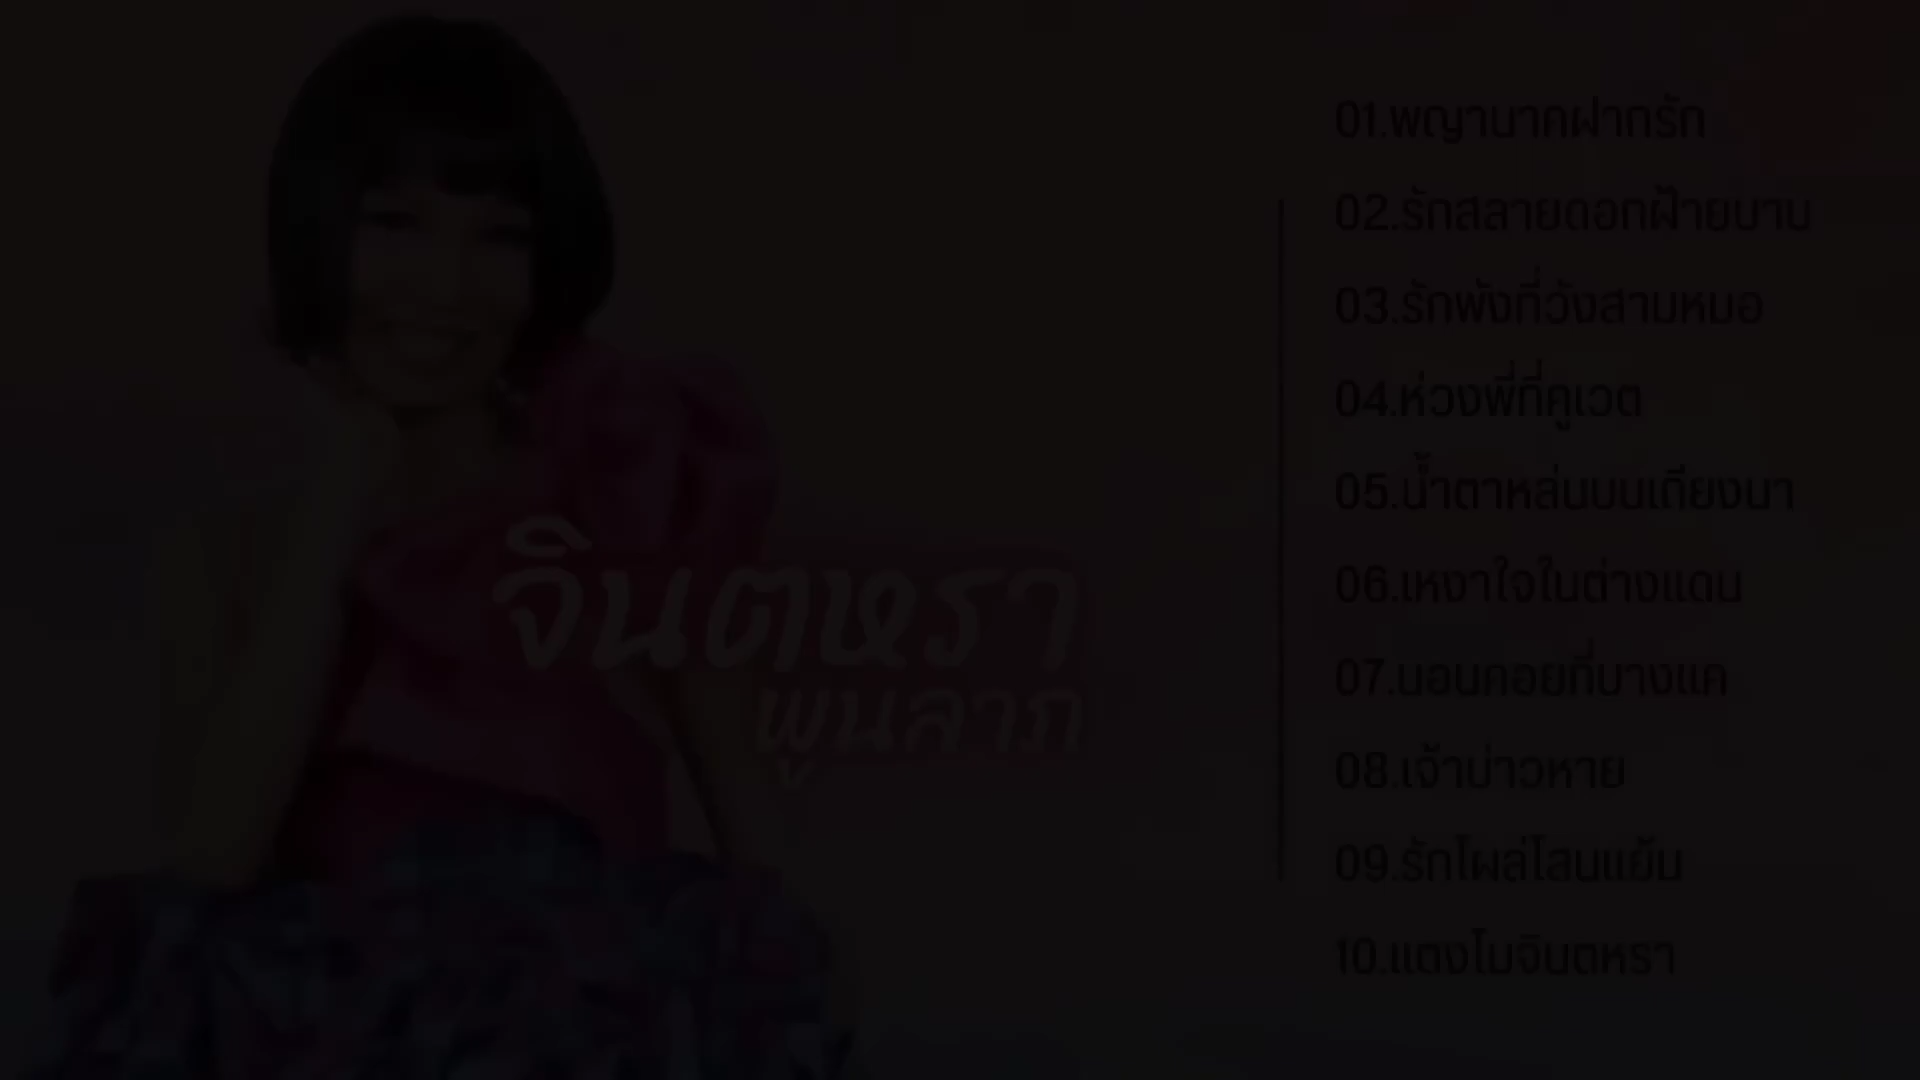 จินตหรา
พูนลาภ
01.พญานาคฝากรัก
02.รักสลายดอกฝ้ายบาน
03.รักพังที่วังสามหมอ
04.ห่วงพี่ที่คูเวต
05.น้ำตาหล่นบนเถียงนา
06.เหงาใจในต่างแดน
07.นอนคอยที่บางแค
08.เจ้าบ่าวหาย
09.รักไผล่โสนแย้ม
10.แตงโมจินตหรา